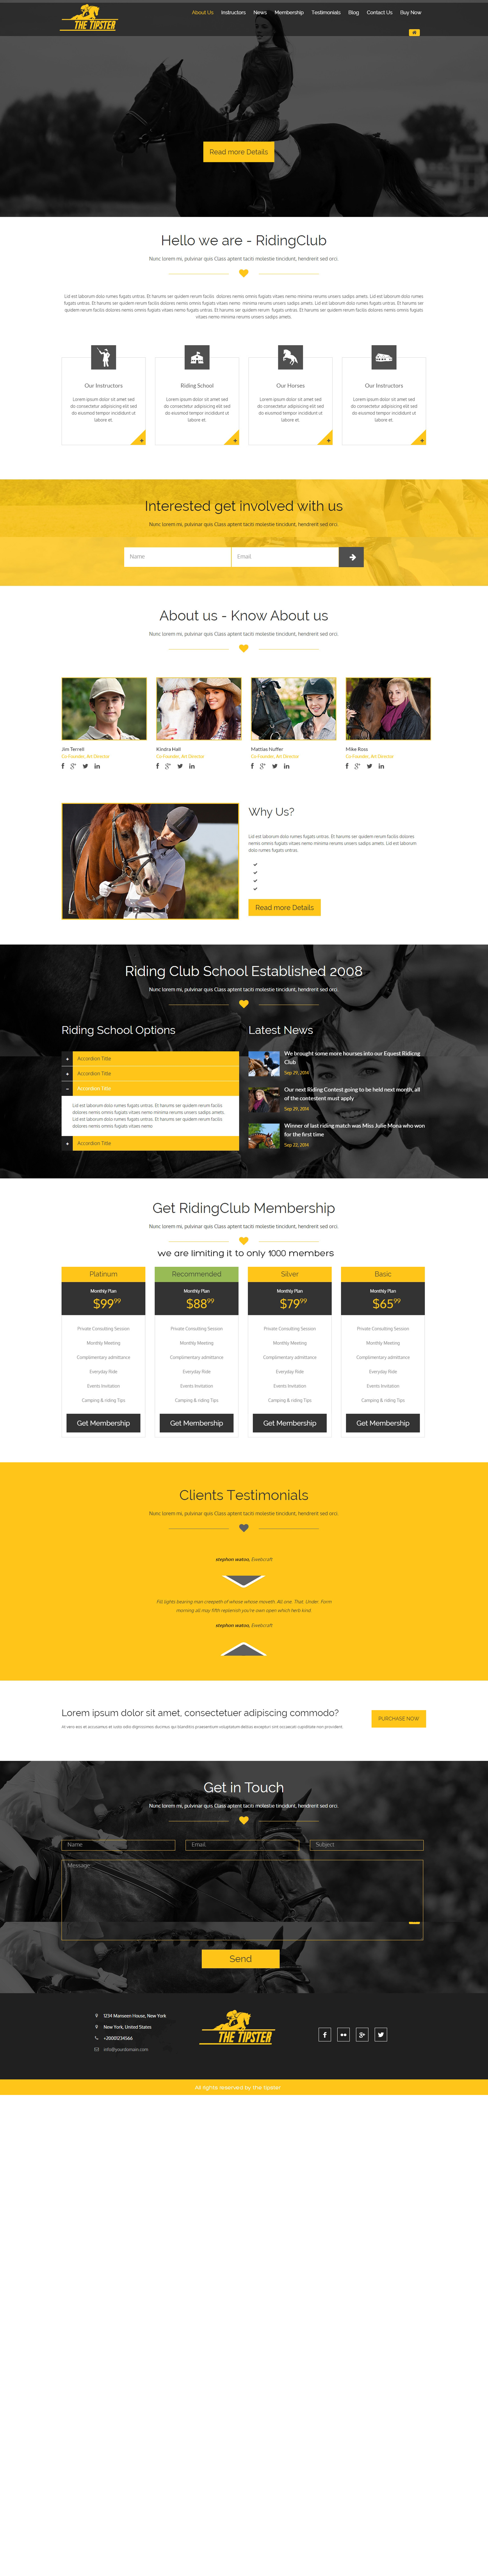 THE TIPSTER
About Us Instructors News Membership Testimonials Blog Contact Us Buy Now
Read more Details
Hello we are - RidingClub
Nunc lorem mi, pulvinar quis Class aptent taciti molestie tincidunt, hendrerit sed orci.
Lid est laborum dolo rumes fugats untras. Et harums ser quidem rerum facilis dolores nemis omnis fugats vitaes nemo minima rerums unsers sadips amets. Lid est laborum dolo rumes
fugats untras. Et harums ser quidem rerum facilis dolores nemis omnis fugats vitaes nemo minima rerums unsers sadips amets. Lid est laborum dolo rumes fugats untras. Et harums ser
quidem rerum facilis dolores nemis omnis fugats vitaes nemo fugats untras. Et harums ser quidem rerum fugats untras. Et harums ser quidem rerum facilis dolores nemis omnis fugats
vitaes nemo minima rerums unsers sadips amets.
Our Instructors
Lorem ipsum dolor sit amet sed
do consectetur adipisicing elit sed
do eiusmod tempor incididunt ut
labore et.
Riding School
Lorem ipsum dolor sit amet sed
do consectetur adipisicing elit sed
do eiusmod tempor incididunt ut
labore et.
Our Horses
Lorem ipsum dolor sit amet sed
do consectetur adipisicing elit sed
do eiusmod tempor incididunt ut
labore et.
Our Instructors
Lorem ipsum dolor sit amet sed
do consectetur adipisicing elit sed
do eiusmod tempor incididunt ut
labore et.
Interested get involved with us
Nunc lorem mi, pulvinar quis Class aptent taciti molestie tincidunt, hendrerit sed orci.
Name Email
About us - Know About us
Nunc lorem mi, pulvinar quis Class aptent taciti molestie tincidunt, hendrerit sed orci.
Jim Terrell
Co Founder, Art Director
Kindra Hall
Co Founder, Art Director
Mattias Nuffer
Co Founder, Art Director
Mike Ross
Co Founder, Art Director
Why Us?
Lid est laborum dolo rumes fugats untras. Et harums ser quidem rerum facilis dolores
nemis omnis fugats vitaes nemo minima rerums unsers sadips amets. Lid est laborum
dolo rumes fugats untras.
Read more Details
Riding Club School Established 2008
Nunc lorem mi, pulvinar quis Class aptent taciti molestie tincidunt, hendrerit sed orci.
Riding School Options
+ Accordion Title
+ Accordion Title
- Accordion Title
Lid est laborum dolo rumes fugats untras. Et harums ser quidem rerum facilis
dolores nemis omnis fugats vitaes nemo minima rerums unsers sadips amets.
Lid est laborum dolo rumes fugats untras. Et harums ser quidem rerum facilis
dolores nemis omnis fugats vitaes nemo
+ Accordion Title
Latest News
We brought some more hourses into our Equest Ridicng
Club
Sep 29, 2014
Our next Riding Contest going to be held next month, all
of the contestent must apply
Sep 29, 2014
Winner of last riding match was Miss Julie Mona who won
for the first time
Sep 22, 2014
Get RidingClub Membership
Nunc lorem mi, pulvinar quis Class aptent taciti molestie tincidunt, hendrerit sed orci.
we are limiting it to only 1000 members
Platinum
Monthly Plan
$99.99
Private Consulting Session
Monthly Meeting
Complimentary admittance
Everyday Ride
Events Invitation
Camping & riding Tips
Get Membership
Recommended
Monthly Plan
$88.99
Private Consulting Session
Monthly Meeting
Complimentary admittance
Everyday Ride
Events Invitation
Camping & riding Tips
Get Membership
Silver
Monthly Plan
$79.99
Private Consulting Session
Monthly Meeting
Complimentary admittance
Everyday Ride
Events Invitation
Camping & riding Tips
Get Membership
Basic
Monthly Plan
$65.99
Private Consulting Session
Monthly Meeting
Complimentary admittance
Everyday Ride
Events Invitation
Camping & riding Tips
Get Membership
Clients Testimonials
Nunc lorem mi, pulvinar quis Class aptent taciti molestie tincidunt, hendrerit sed orci.
stephon watoo, Enwlscraft
Fill lights bearing man creepeth of whose whose moveth. All one. That. Under. Form
morning all may fifth replenish you're own open which herb kind.
stephon watoo, Enwlscraft
Lorem ipsum dolor sit amet, consectetuer adipiscing commodo?
At vero eos et accusamus et iusto odio dignissimos ducimus qui blanditiis praesentium voluptatum delitas exceptori sint occaecati cupiditate non provident.
PURCHASE NOW
Get in Touch
Nunc lorem mi, pulvinar quis Class aptent taciti molestie tincidunt, hendrerit sed orci.
Name Email Subject
Message
Send
1234 Mansren House, New York
New York, United States
+20001234566
info@yourdomain.com
THE TIPSTER
All rights reserved by the tipster